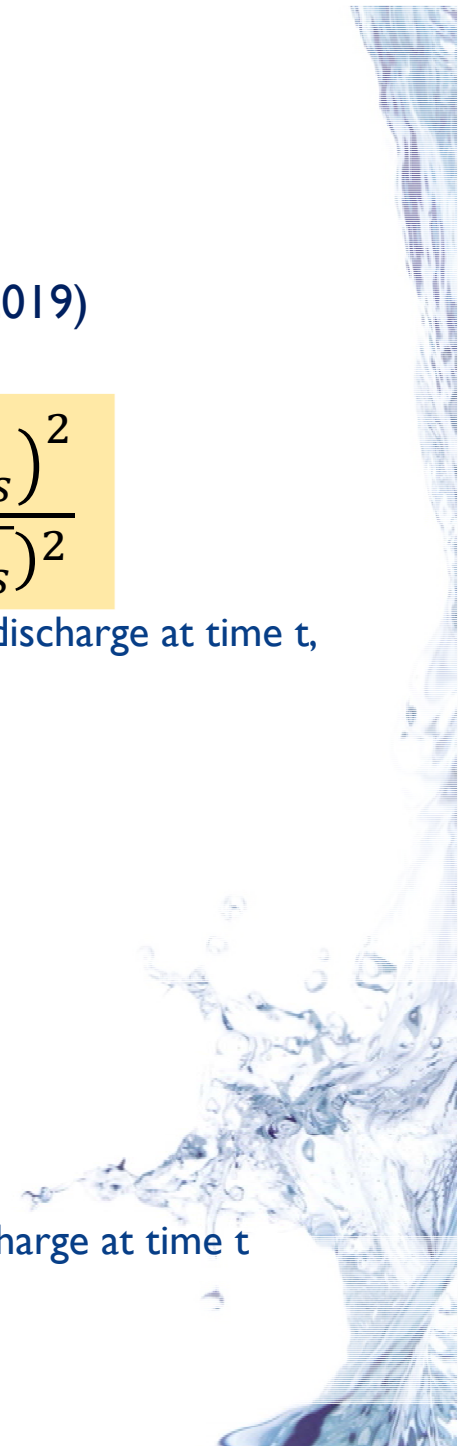 019)
s)²
s)²
discharge at time t,
harge at time t